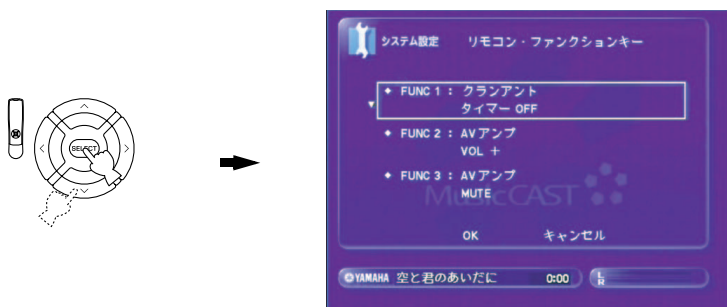 SELECT
システム設定 リモコン・ファンクションキー
FUNC 1 : クランアント
タイマー OFF
FUNC 2 : AVアンプ
VOL +
FUNC 3 : AVアンプ
MUTE
MusicCAST
OK キャンセル
YAMAHA 空と君のあいだに 0:00 L
R